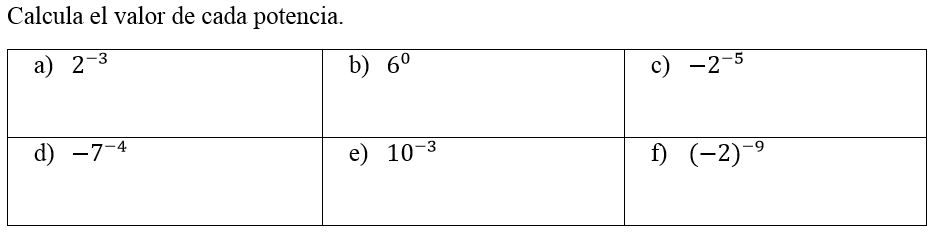 Calcula el valor de cada potencia.
a) 2⁻³ b) 6⁰ c) −2⁻⁵
d) −7⁻⁴ e) 10⁻³ f) (−2)⁻⁹